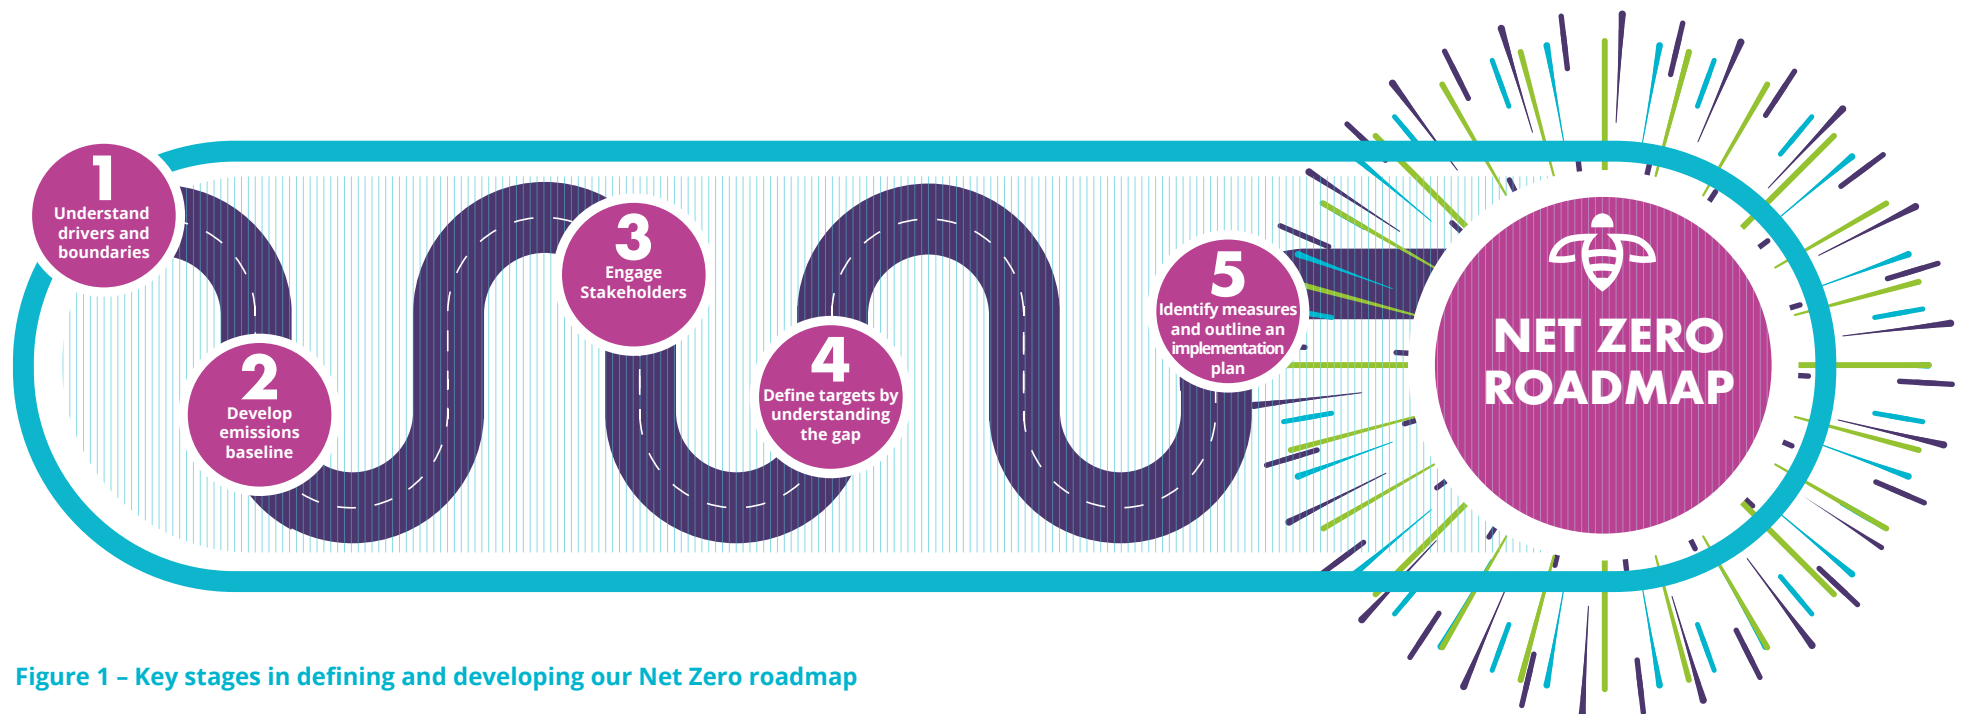 1
Understand
drivers and
boundaries
2
Develop
emissions
baseline
3
Engage
Stakeholders
4
Define targets by
understanding
the gap
5
Identify measures
and outline an
implementation
plan
NET ZERO
ROADMAP
Figure 1 – Key stages in defining and developing our Net Zero roadmap